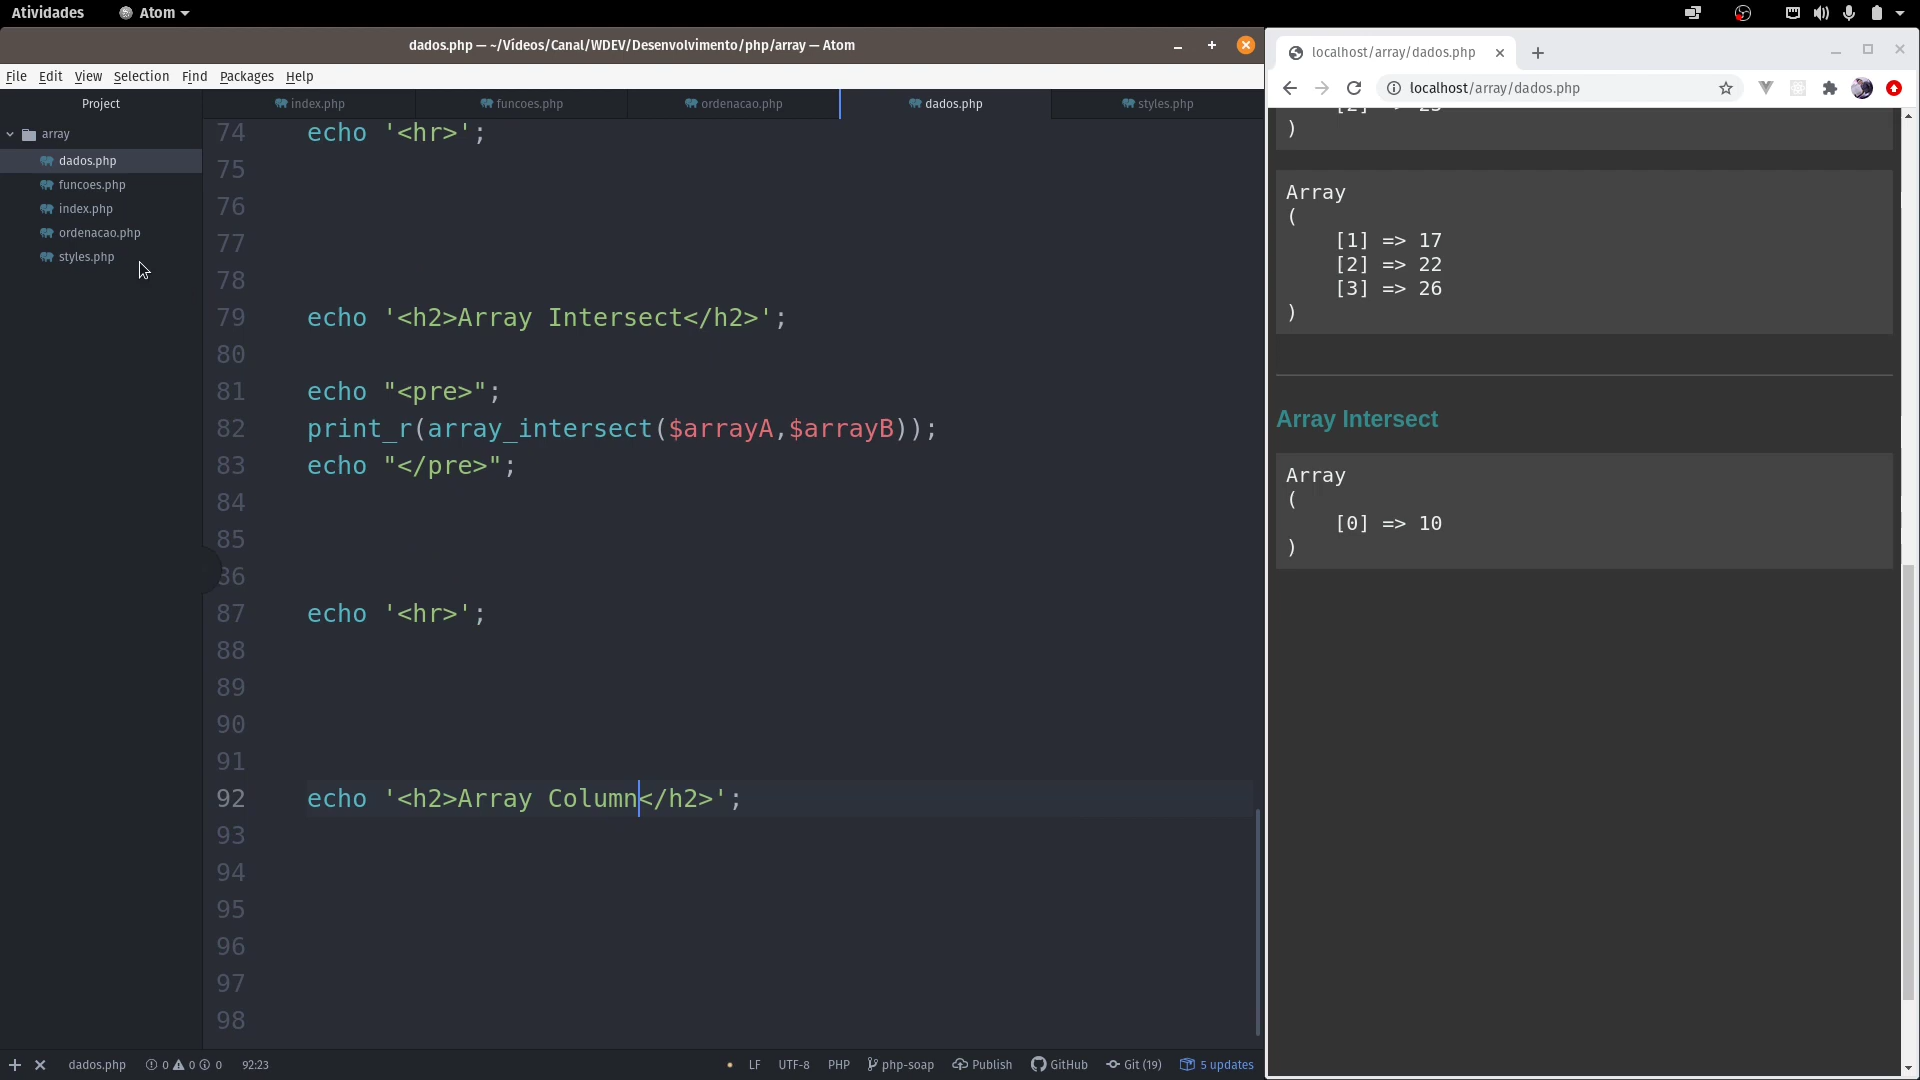 Atividades
Atom
dados.php — ~/Vídeos/Canal/WDEV/Desenvolvimento/php/array — Atom
File Edit View Selection Find Packages Help
Project
array
dados.php
funcoes.php
index.php
ordenacao.php
styles.php
index.php funcoes.php ordenacao.php dados.php styles.php
74 echo '<hr>';
75
76
77
78
79 echo '<h2>Array Intersect</h2>';
80
81 echo "<pre>";
82 print_r(array_intersect($arrayA,$arrayB));
83 echo "</pre>";
84
85
86
87 echo '<hr>';
88
89
90
91
92 echo '<h2>Array Column</h2>';
93
94
95
96
97
98
dados.php 0 0 0 92:23 LF UTF-8 PHP php-soap Publish GitHub Git (19) 5 updates
localhost/array/dados.php
localhost/array/dados.php
)
Array
(
[1] => 17
[2] => 22
[3] => 26
)
Array Intersect
Array
(
[0] => 10
)